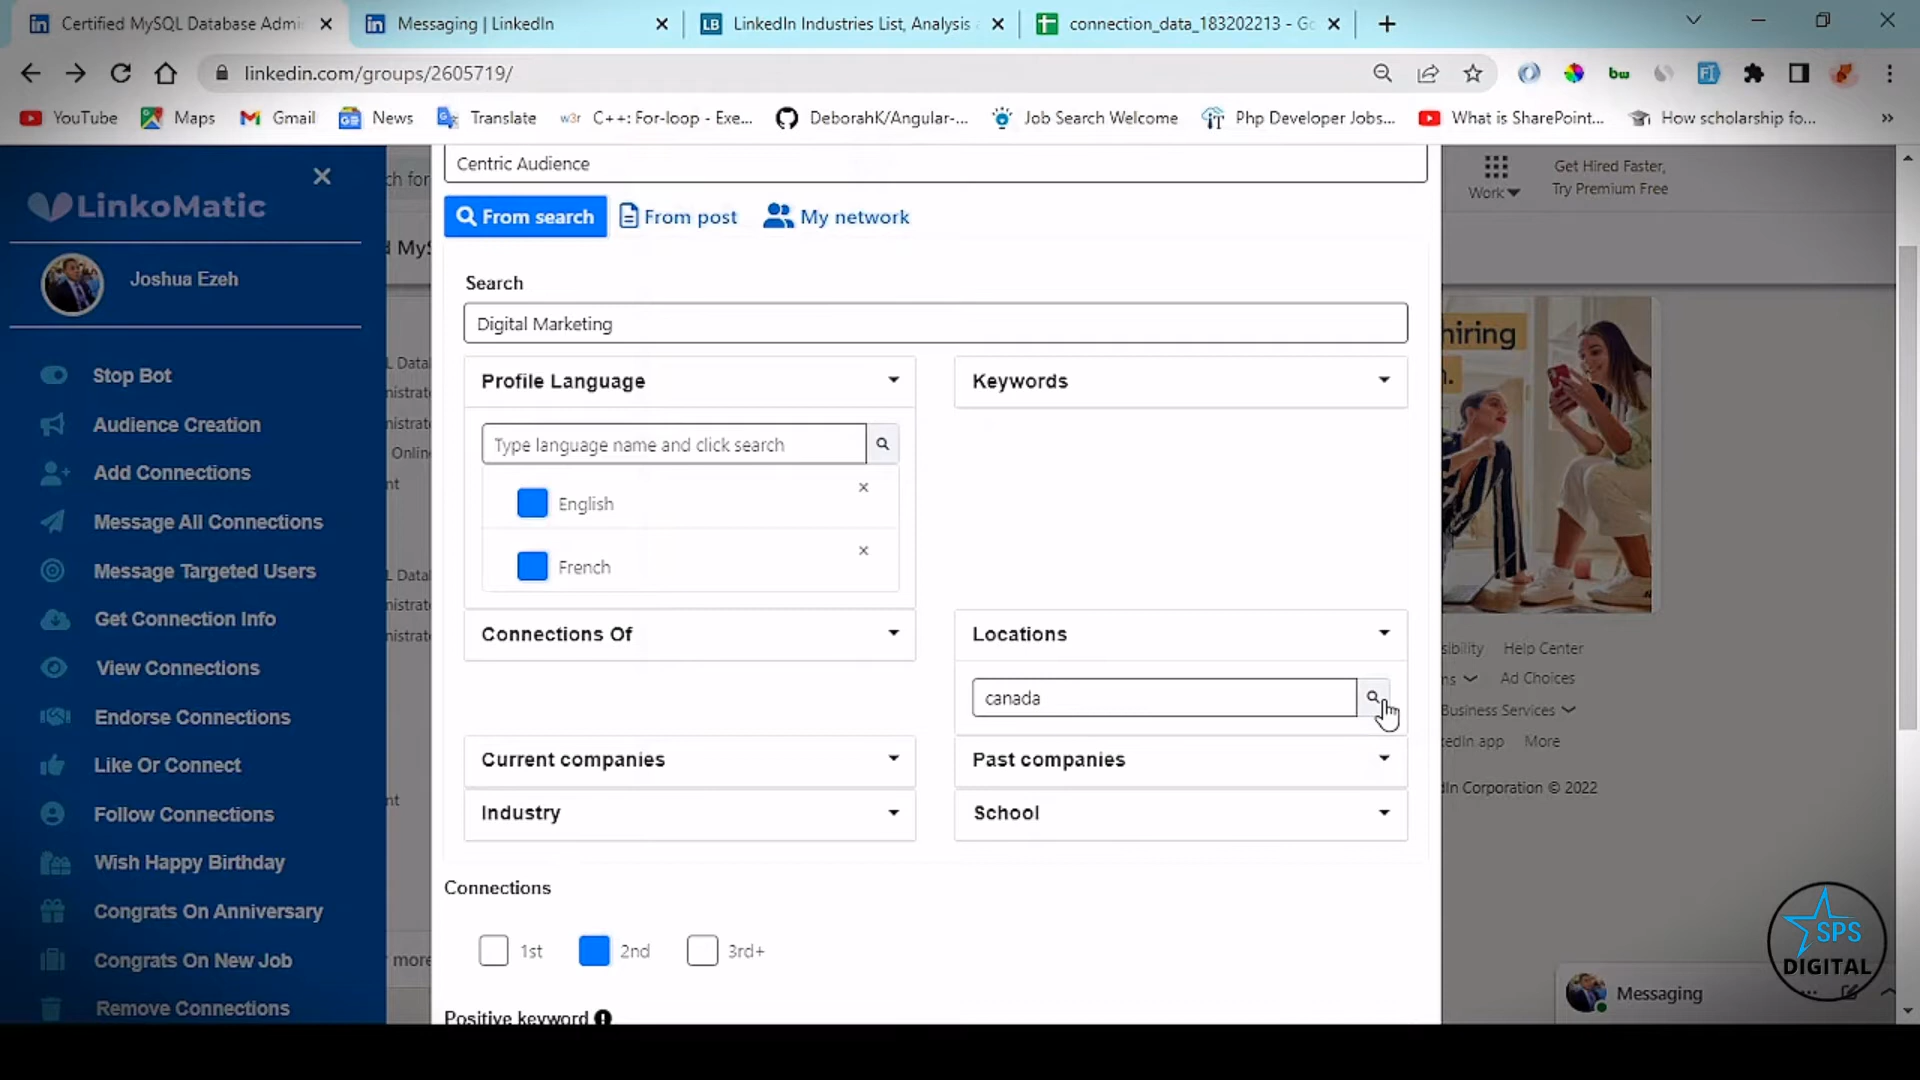 Certified MySQL Database Admi
Messaging | LinkedIn
LinkedIn Industries List, Analysis
connection_data_183202213 - Go
linkedin.com/groups/2605719/
YouTube
Maps
Gmail
News
Translate
w3r C++: For-loop - Exe...
DeborahK/Angular-...
Job Search Welcome
Php Developer Jobs...
What is SharePoint...
How scholarship fo...
»
LinkoMatic
Joshua Ezeh
Stop Bot
Audience Creation
Add Connections
Message All Connections
Message Targeted Users
Get Connection Info
View Connections
Endorse Connections
Like Or Connect
Follow Connections
Wish Happy Birthday
Congrats On Anniversary
Congrats On New Job
Remove Connections
Centric Audience
From search
From post
My network
Search
Digital Marketing
Profile Language
Keywords
Type language name and click search
English
French
Connections Of
Locations
canada
Current companies
Past companies
Industry
School
Connections
1st
2nd
3rd+
Positive keyword
Work
Get Hired Faster,
Try Premium Free
hiring
Help Center
Ad Choices
Business Services
More
In Corporation © 2022
SPS
DIGITAL
Messaging